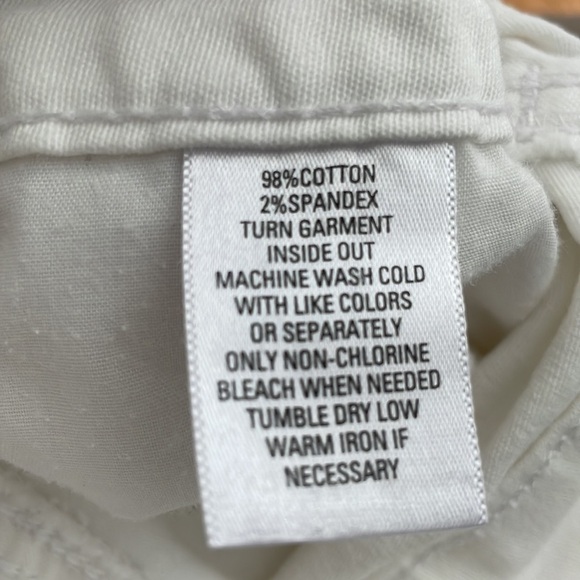 98%COTTON
2%SPANDEX
TURN GARMENT
INSIDE OUT
MACHINE WASH COLD
WITH LIKE COLORS
OR SEPARATELY
ONLY NON-CHLORINE
BLEACH WHEN NEEDED
TUMBLE DRY LOW
WARM IRON IF
NECESSARY